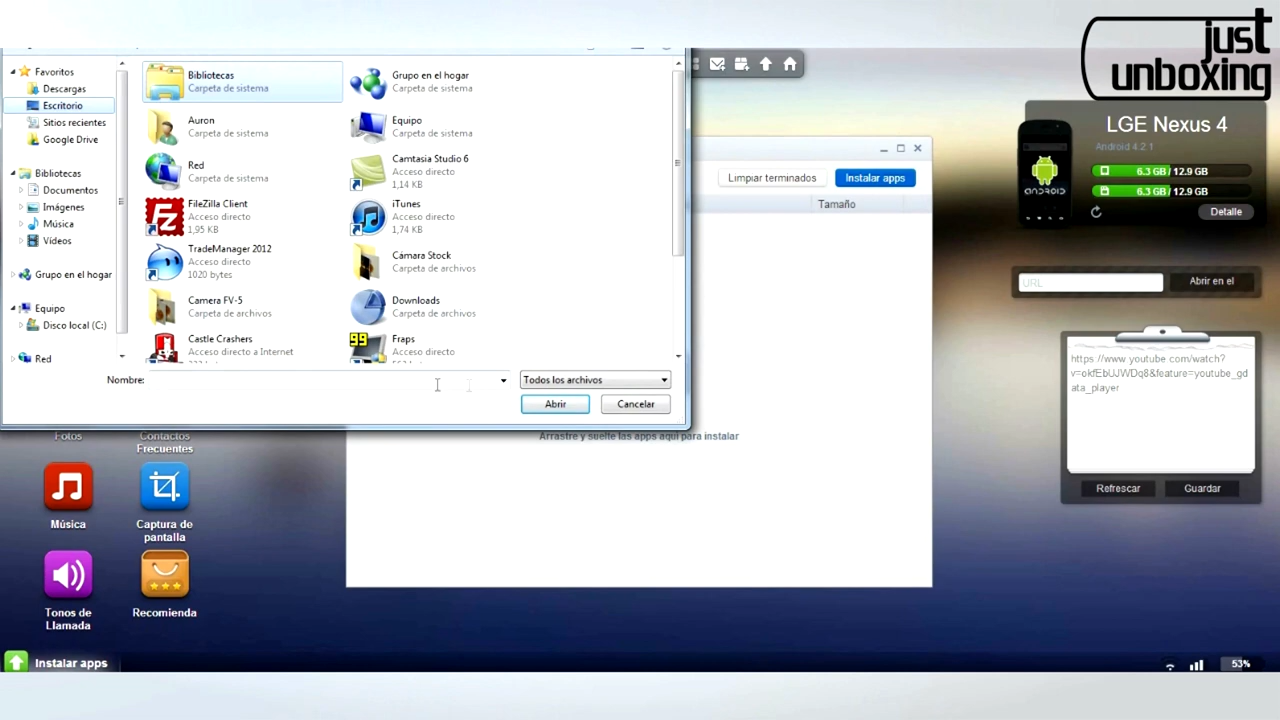 just
unboxing
Favoritos
Descargas
Escritorio
Sitios recientes
Google Drive
Bibliotecas
Documentos
Imágenes
Música
Vídeos
Grupo en el hogar
Equipo
Disco local (C:)
Red
Bibliotecas
Carpeta de sistema
Grupo en el hogar
Carpeta de sistema
Auron
Carpeta de sistema
Equipo
Carpeta de sistema
Red
Carpeta de sistema
Camtasia Studio 6
Acceso directo
1,14 KB
FileZilla Client
Acceso directo
1,95 KB
iTunes
Acceso directo
1,74 KB
TradeManager 2012
Acceso directo
1020 bytes
Cámara Stock
Carpeta de archivos
Camera FV-5
Carpeta de archivos
Downloads
Carpeta de archivos
Castle Crashers
Acceso directo a Internet
99
Fraps
Acceso directo
Nombre:
Todos los archivos
Abrir
Cancelar
Limpiar terminados
Instalar apps
Tamaño
Arrastre y suelte las apps aquí para instalar
LGE Nexus 4
Android 4.2.1
6.3 GB / 12.9 GB
6.3 GB / 12.9 GB
Detalle
ANDROID
URL
Abrir en el
https://www.youtube.com/watch?
v=okfEbUJWDq8&feature=youtube_gd
ata_player
Refrescar
Guardar
Fotos
Contactos
Frecuentes
Música
Captura de
pantalla
Tonos de
Llamada
Recomienda
Instalar apps
53%